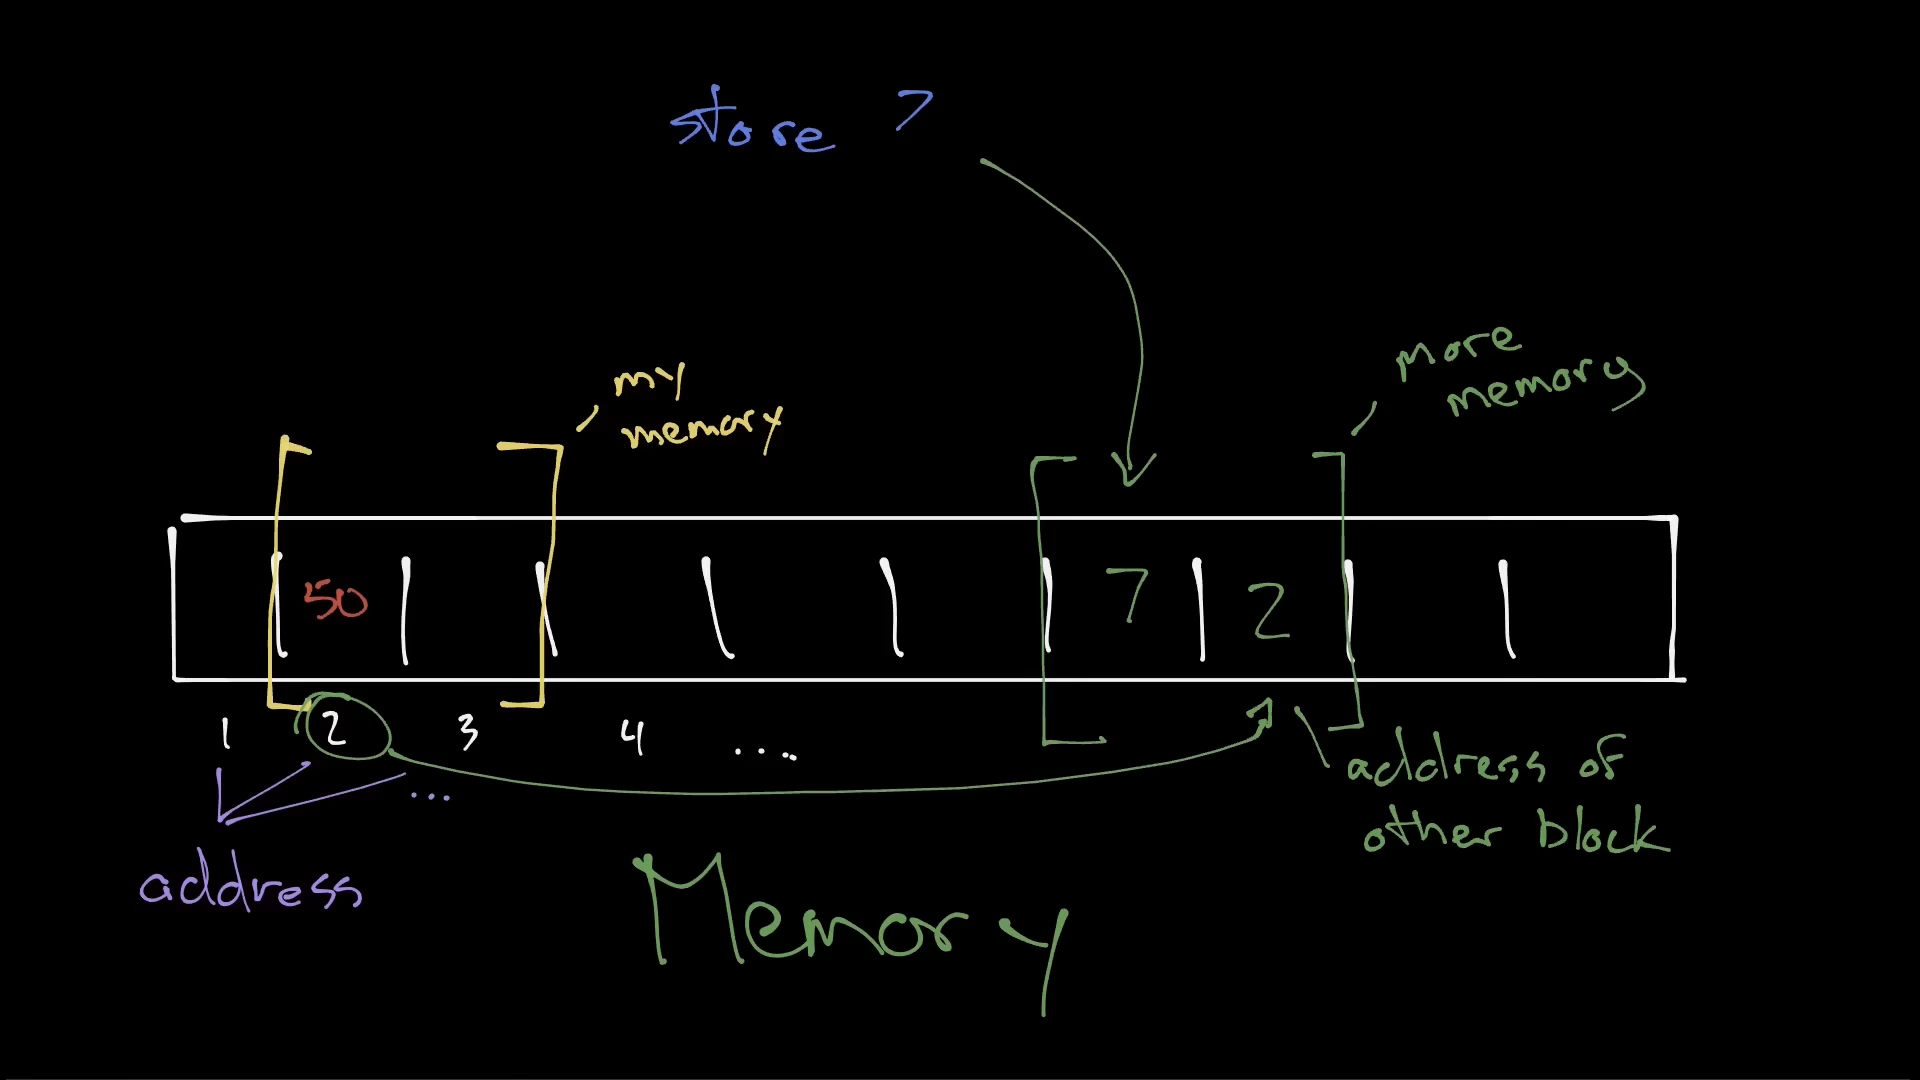 store 7
my
memory
more
memory
50
7
2
1
2
3
4
....
...
address of
other block
address
Memory